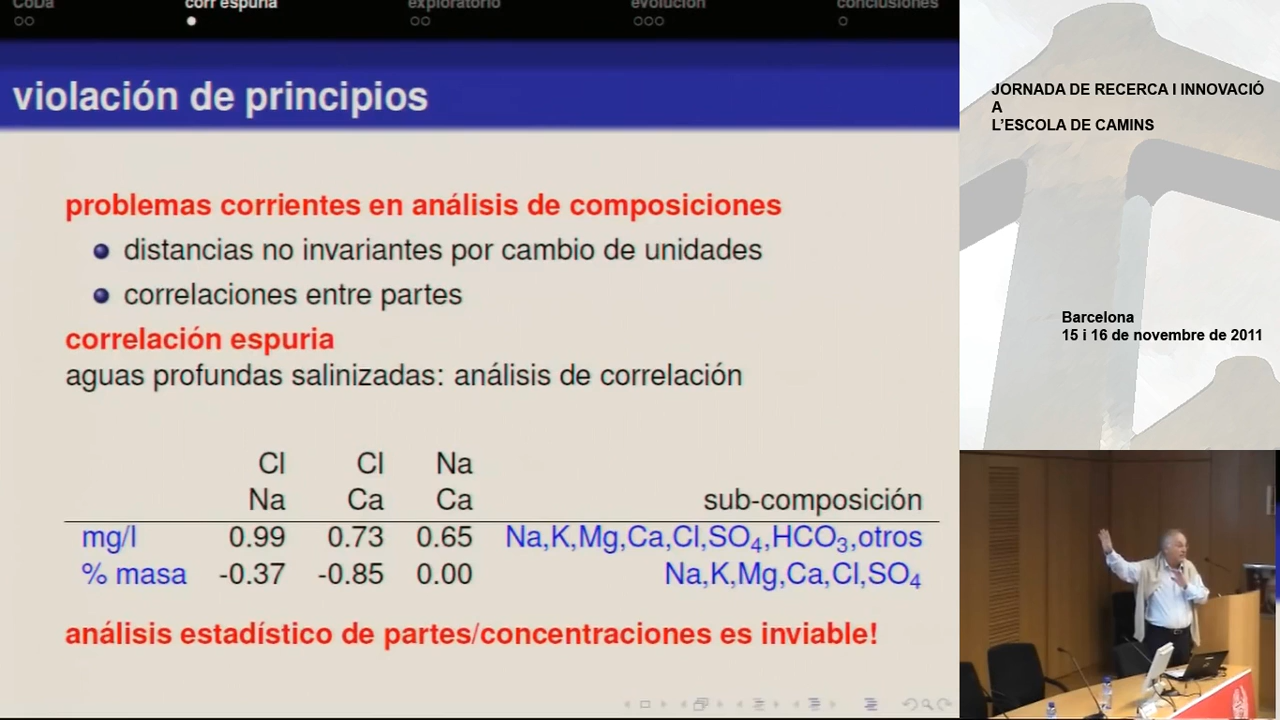 CoDa
corr espuria
exploratorio
evolución
conclusiones
violación de principios
problemas corrientes en análisis de composiciones
distancias no invariantes por cambio de unidades
correlaciones entre partes
correlación espuria
aguas profundas salinizadas: análisis de correlación
Cl Cl Na
Na Ca Ca sub-composición
mg/l 0.99 0.73 0.65 Na,K,Mg,Ca,Cl,SO₄,HCO₃,otros
% masa -0.37 -0.85 0.00 Na,K,Mg,Ca,Cl,SO₄
análisis estadístico de partes/concentraciones es inviable!
JORNADA DE RECERCA I INNOVACIÓ
A
L'ESCOLA DE CAMINS
Barcelona
15 i 16 de novembre de 2011